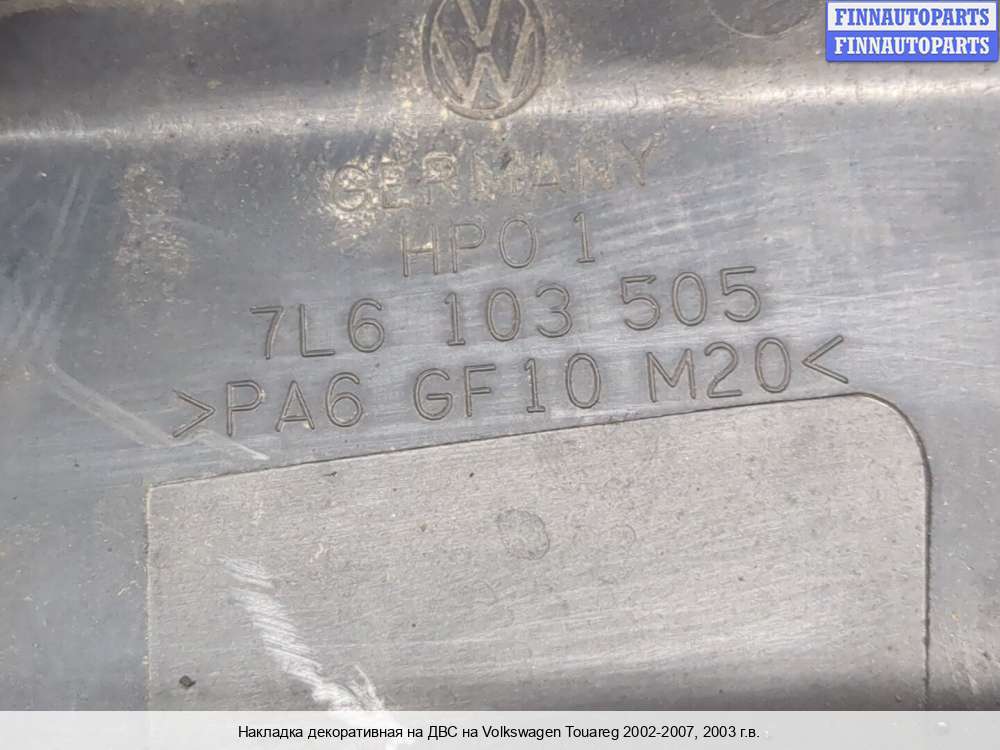 FINNAUTOPARTS
FINNAUTOPARTS
GERMANY
HPO 1
7L6 103 505
>PA6 GF10 M20<
Накладка декоративная на ДВС на Volkswagen Touareg 2002-2007, 2003 г.в.